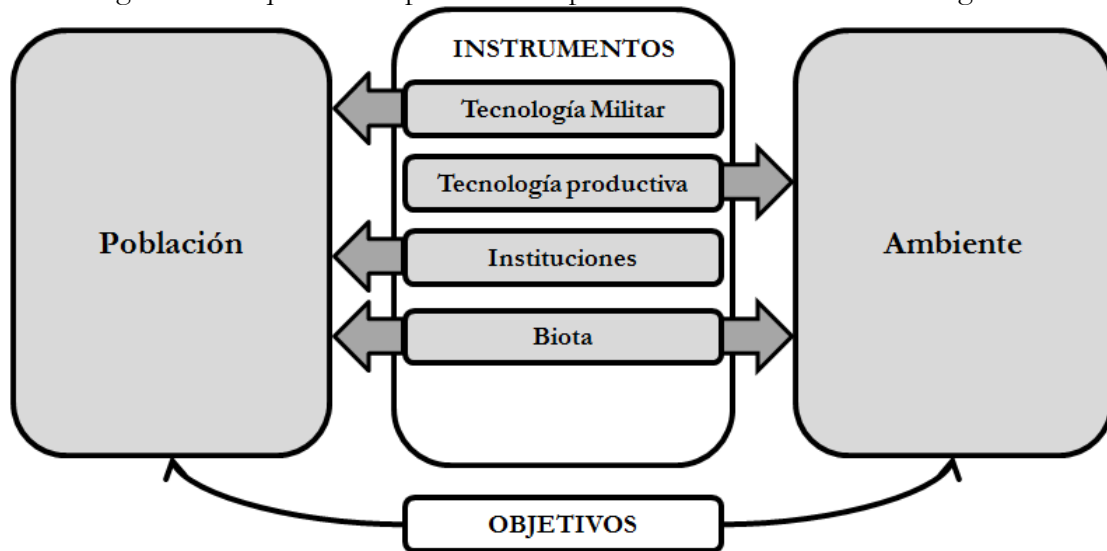 INSTRUMENTOS
Tecnología Militar
Tecnología productiva
Instituciones
Biota
Población
Ambiente
OBJETIVOS